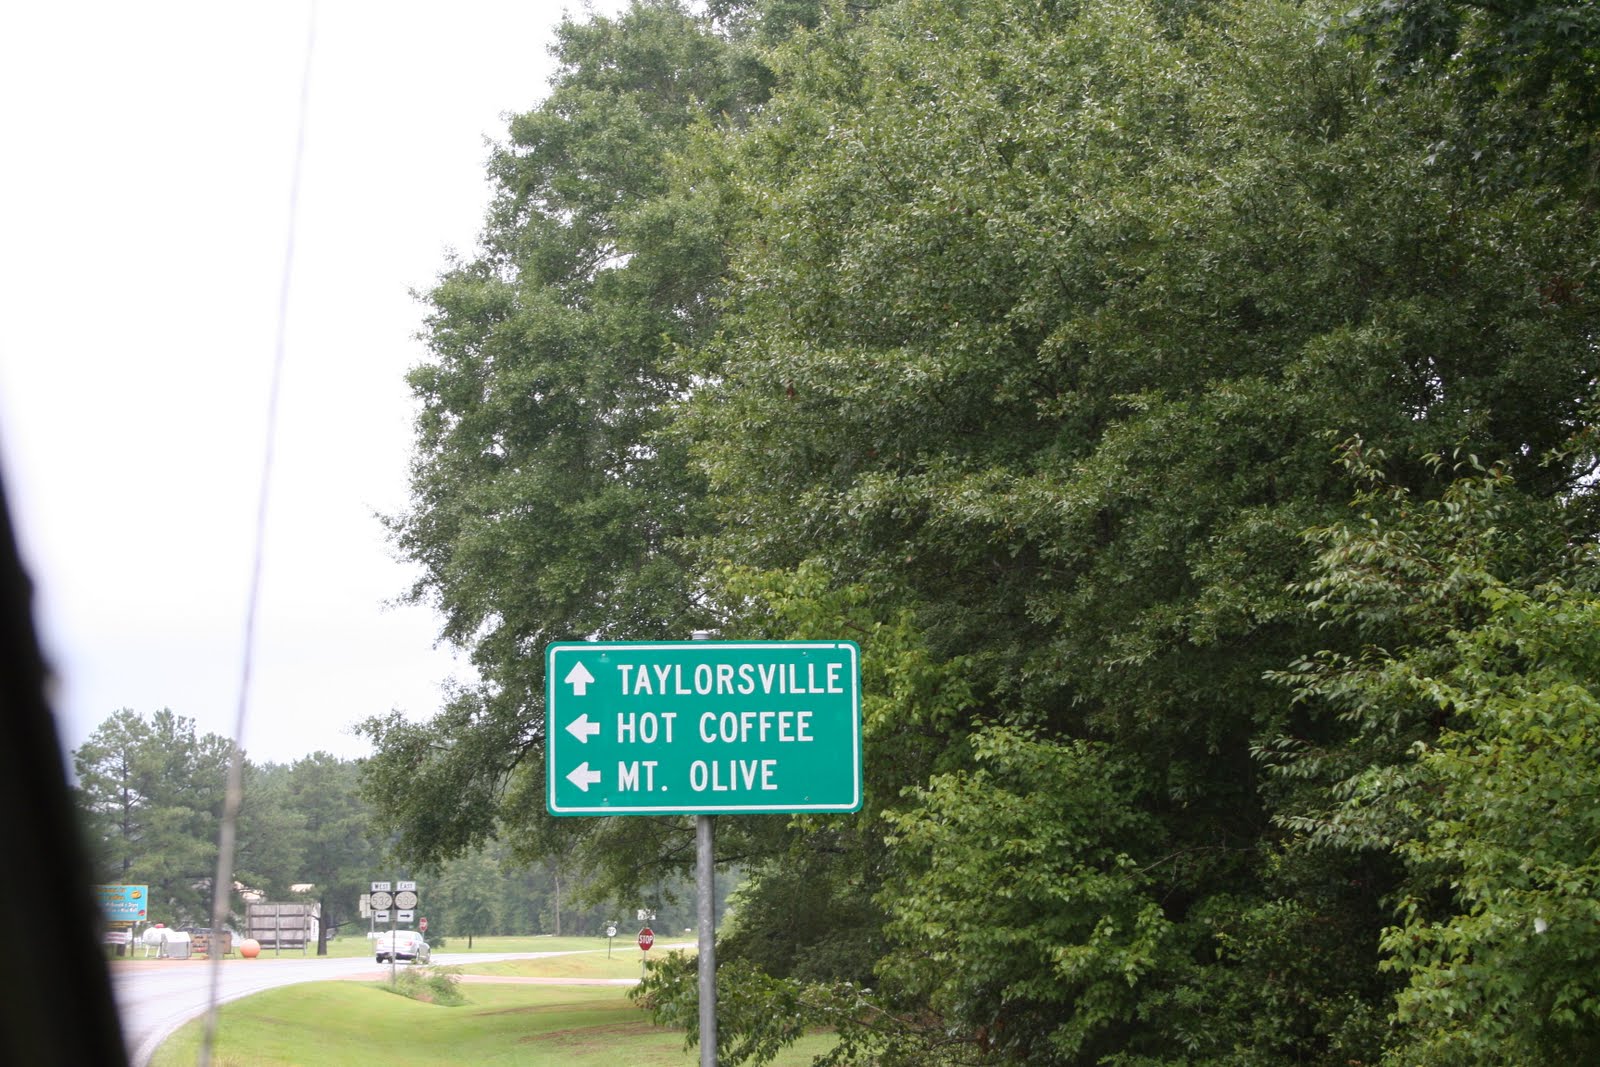 TAYLORSVILLE
HOT COFFEE
MT. OLIVE
WEST EAST
STOP